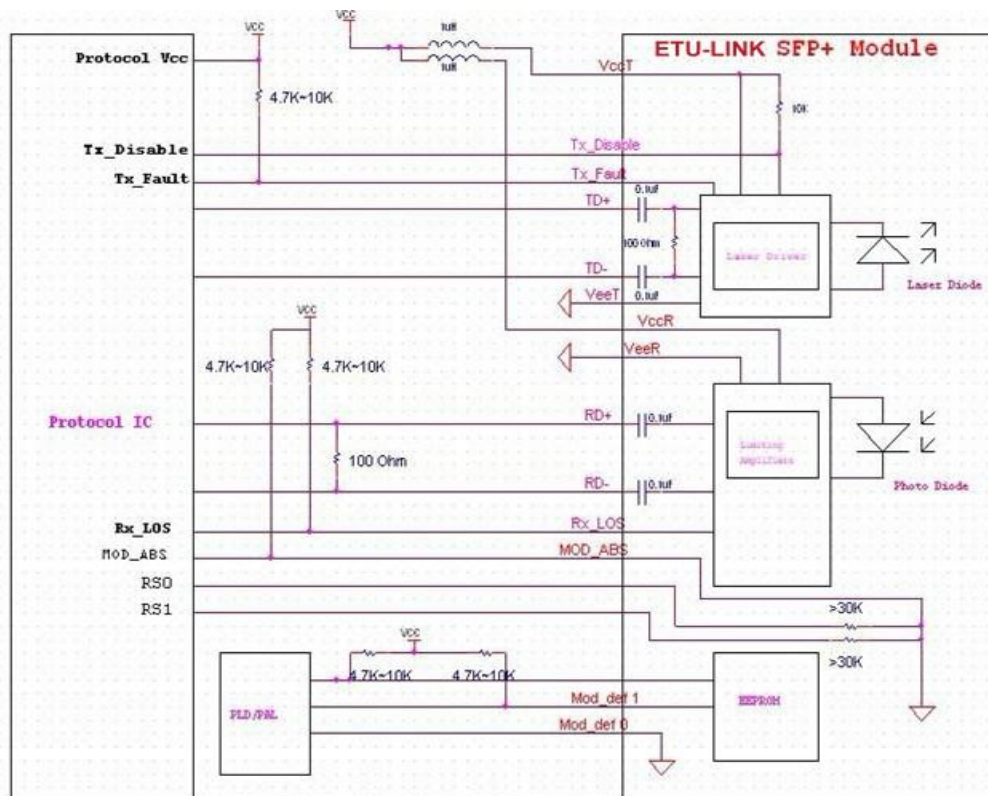 Vcc
Vcc
1uH
1uH
ETU-LINK SFP+ Module
Protocol Vcc
VccT
4.7K~10K
10K
Tx_Disable
Tx_Disable
Tx_Fault
Tx_Fault
0.1uf
TD+
100 Ohm
Laser Driver
TD-
Laser Diode
VeeT
0.1uf
VccR
Vcc
VeeR
4.7K~10K
4.7K~10K
Protocol IC
RD+
0.1uf
Limiting
Amplifiers
100 Ohm
RD-
0.1uf
Photo Diode
Rx_LOS
Rx_LOS
MOD_ABS
MOD_ABS
RS0
RS1
>30K
Vcc
>30K
4.7K~10K
4.7K~10K
PLD/PAL
Mod_def 1
EEPROM
Mod_def 0